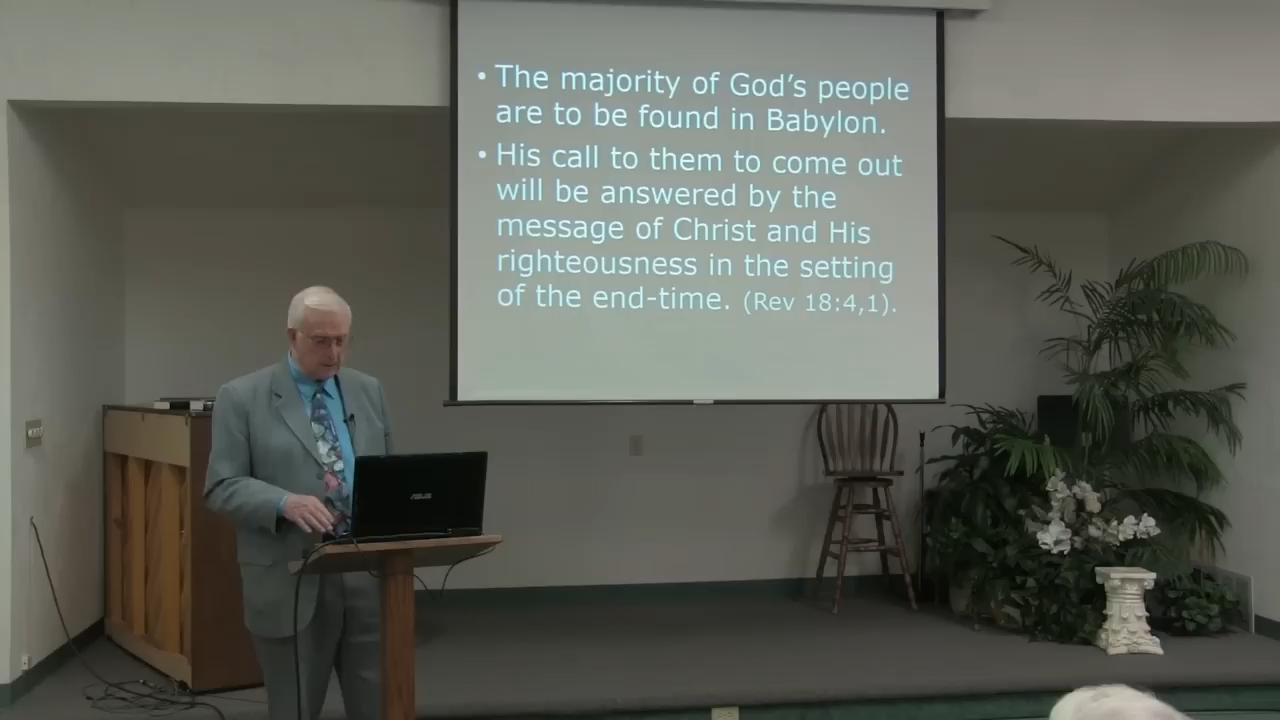 • The majority of God's people
are to be found in Babylon.
• His call to them to come out
will be answered by the
message of Christ and His
righteousness in the setting
of the end-time. (Rev 18:4,1).
ASUS